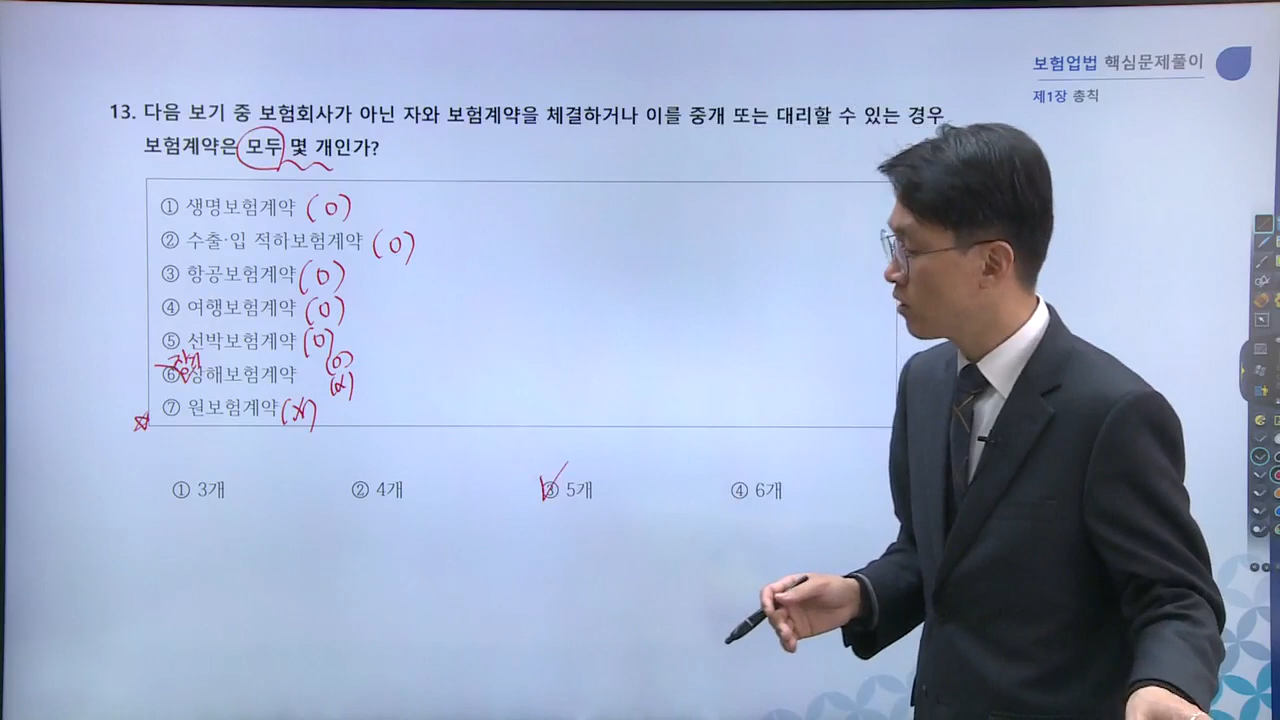 보험업법 핵심문제풀이
제1장 총칙
13. 다음 보기 중 보험회사가 아닌 자와 보험계약을 체결하거나 이를 중개 또는 대리할 수 있는 경우
보험계약은 모두 몇 개인가?
① 생명보험계약 (O)
② 수출·입 적하보험계약 (O)
③ 항공보험계약 (O)
④ 여행보험계약 (O)
⑤ 선박보험계약 (O)
장기
(O)
⑥ 상해보험계약 (X)
⑦ 원보험계약 (X)
① 3개 ② 4개 ③ 5개 ④ 6개